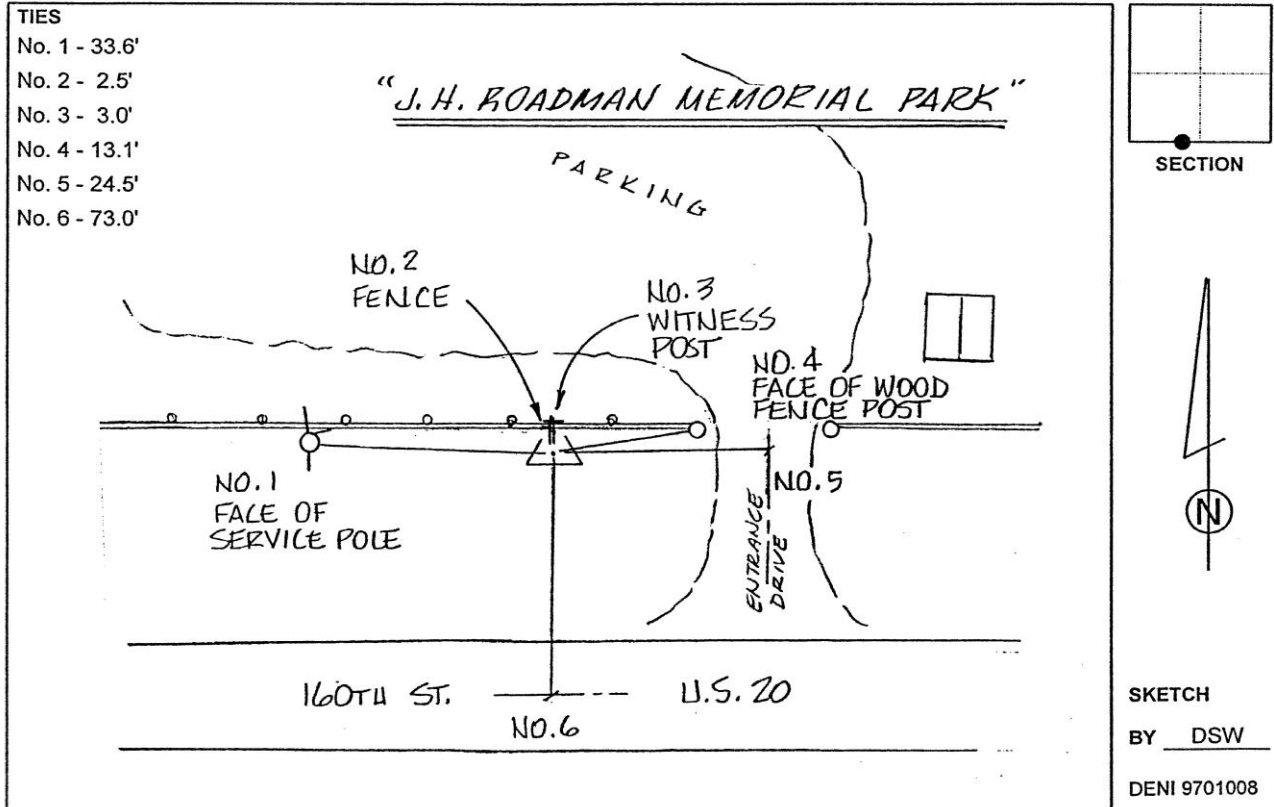 TIES
No. 1 - 33.6'
No. 2 - 2.5'
No. 3 - 3.0'
No. 4 - 13.1'
No. 5 - 24.5'
No. 6 - 73.0'
"J.H. ROADMAN MEMORIAL PARK"
PARKING
NO. 2
FENCE
NO. 3
WITNESS
POST
NO. 4
FACE OF WOOD
FENCE POST
NO. 1
FACE OF
SERVICE POLE
NO. 5
ENTRANCE
DRIVE
160TH ST.
U.S. 20
NO. 6
SECTION
N
SKETCH
BY DSW
DENI 9701008